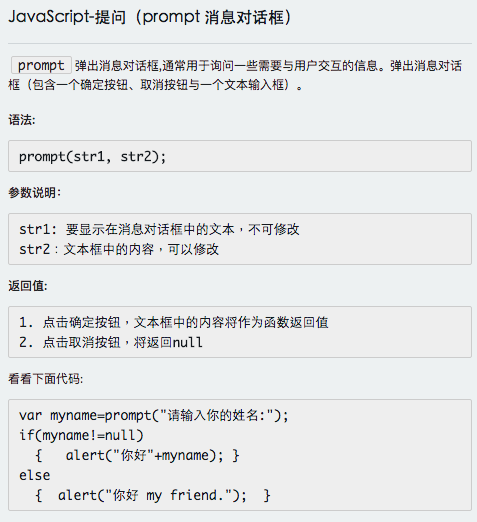 JavaScript-提问（prompt 消息对话框）
prompt 弹出消息对话框,通常用于询问一些需要与用户交互的信息。弹出消息对话
框（包含一个确定按钮、取消按钮与一个文本输入框）。
语法:
prompt(str1, str2);
参数说明：
str1: 要显示在消息对话框中的文本，不可修改
str2：文本框中的内容，可以修改
返回值:
1. 点击确定按钮，文本框中的内容将作为函数返回值
2. 点击取消按钮，将返回null
看看下面代码:
var myname=prompt("请输入你的姓名:");
if(myname!=null)
  {   alert("你好"+myname); }
else
  {  alert("你好 my friend.");  }